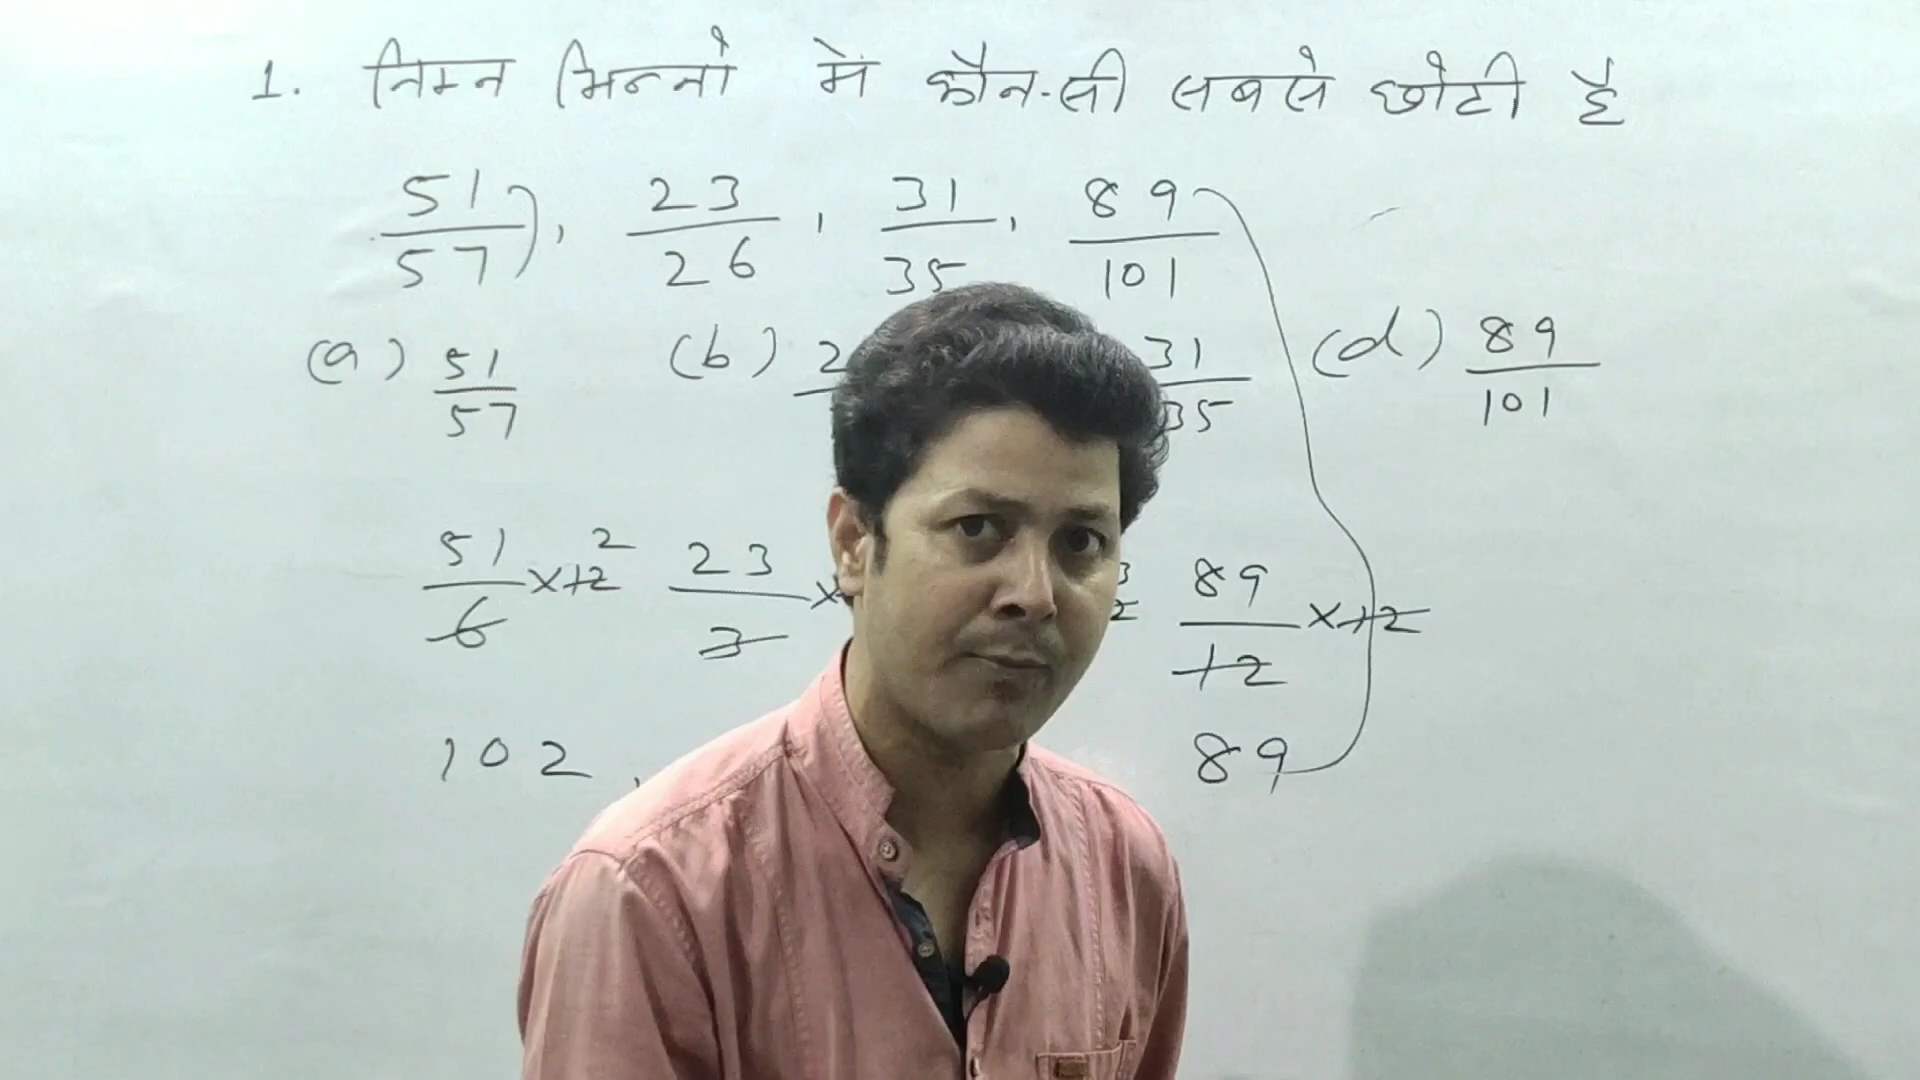 1. निम्न भिन्नो में कौन-सी सबसे छोटी है
51/57, 23/26, 31/35, 89/101
(a) 51/57 (b) 2 31/35 (d) 89/101
51/6 ×12 2 23/3 × 89/12 ×12
102, 89